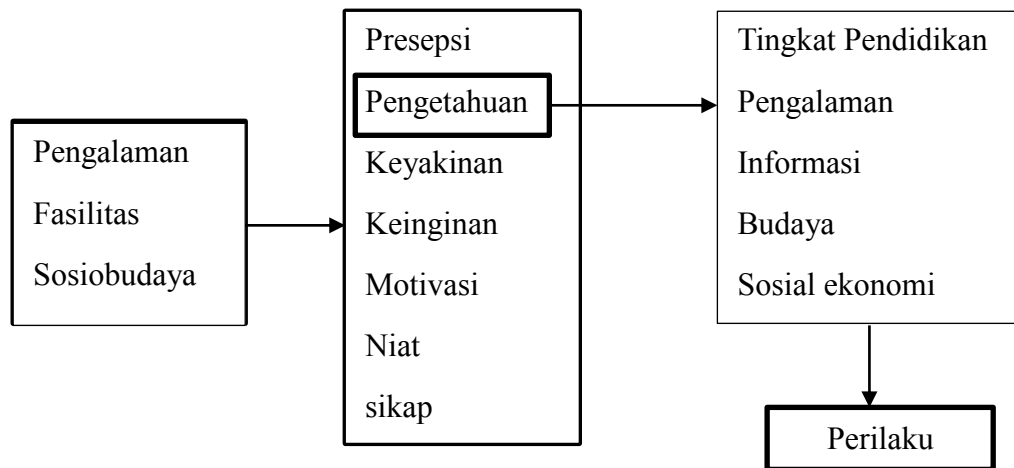 Pengalaman
Fasilitas
Sosiobudaya
Presepsi
Pengetahuan
Keyakinan
Keinginan
Motivasi
Niat
sikap
Tingkat Pendidikan
Pengalaman
Informasi
Budaya
Sosial ekonomi
Perilaku